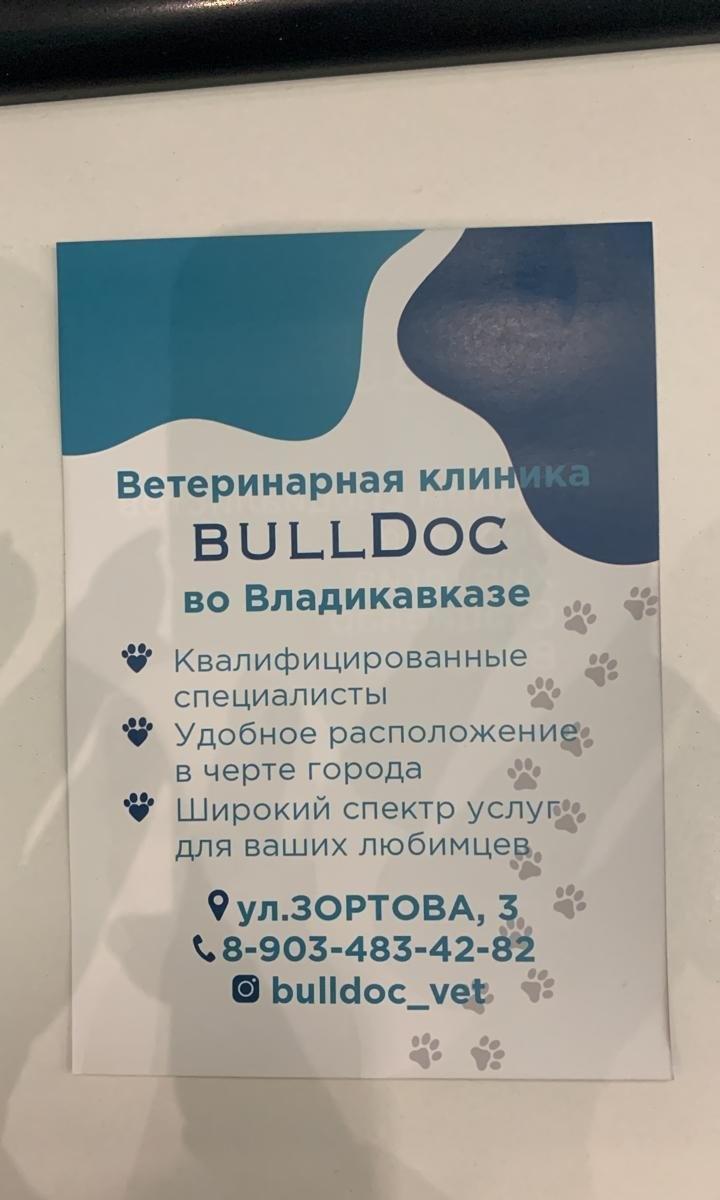 Ветеринарная клиника
BULLDOC
во Владикавказе
Квалифицированные
специалисты
Удобное расположение
в черте города
Широкий спектр услуг
для ваших любимцев
ул.ЗОРТОВА, 3
8-903-483-42-82
bulldoc_vet